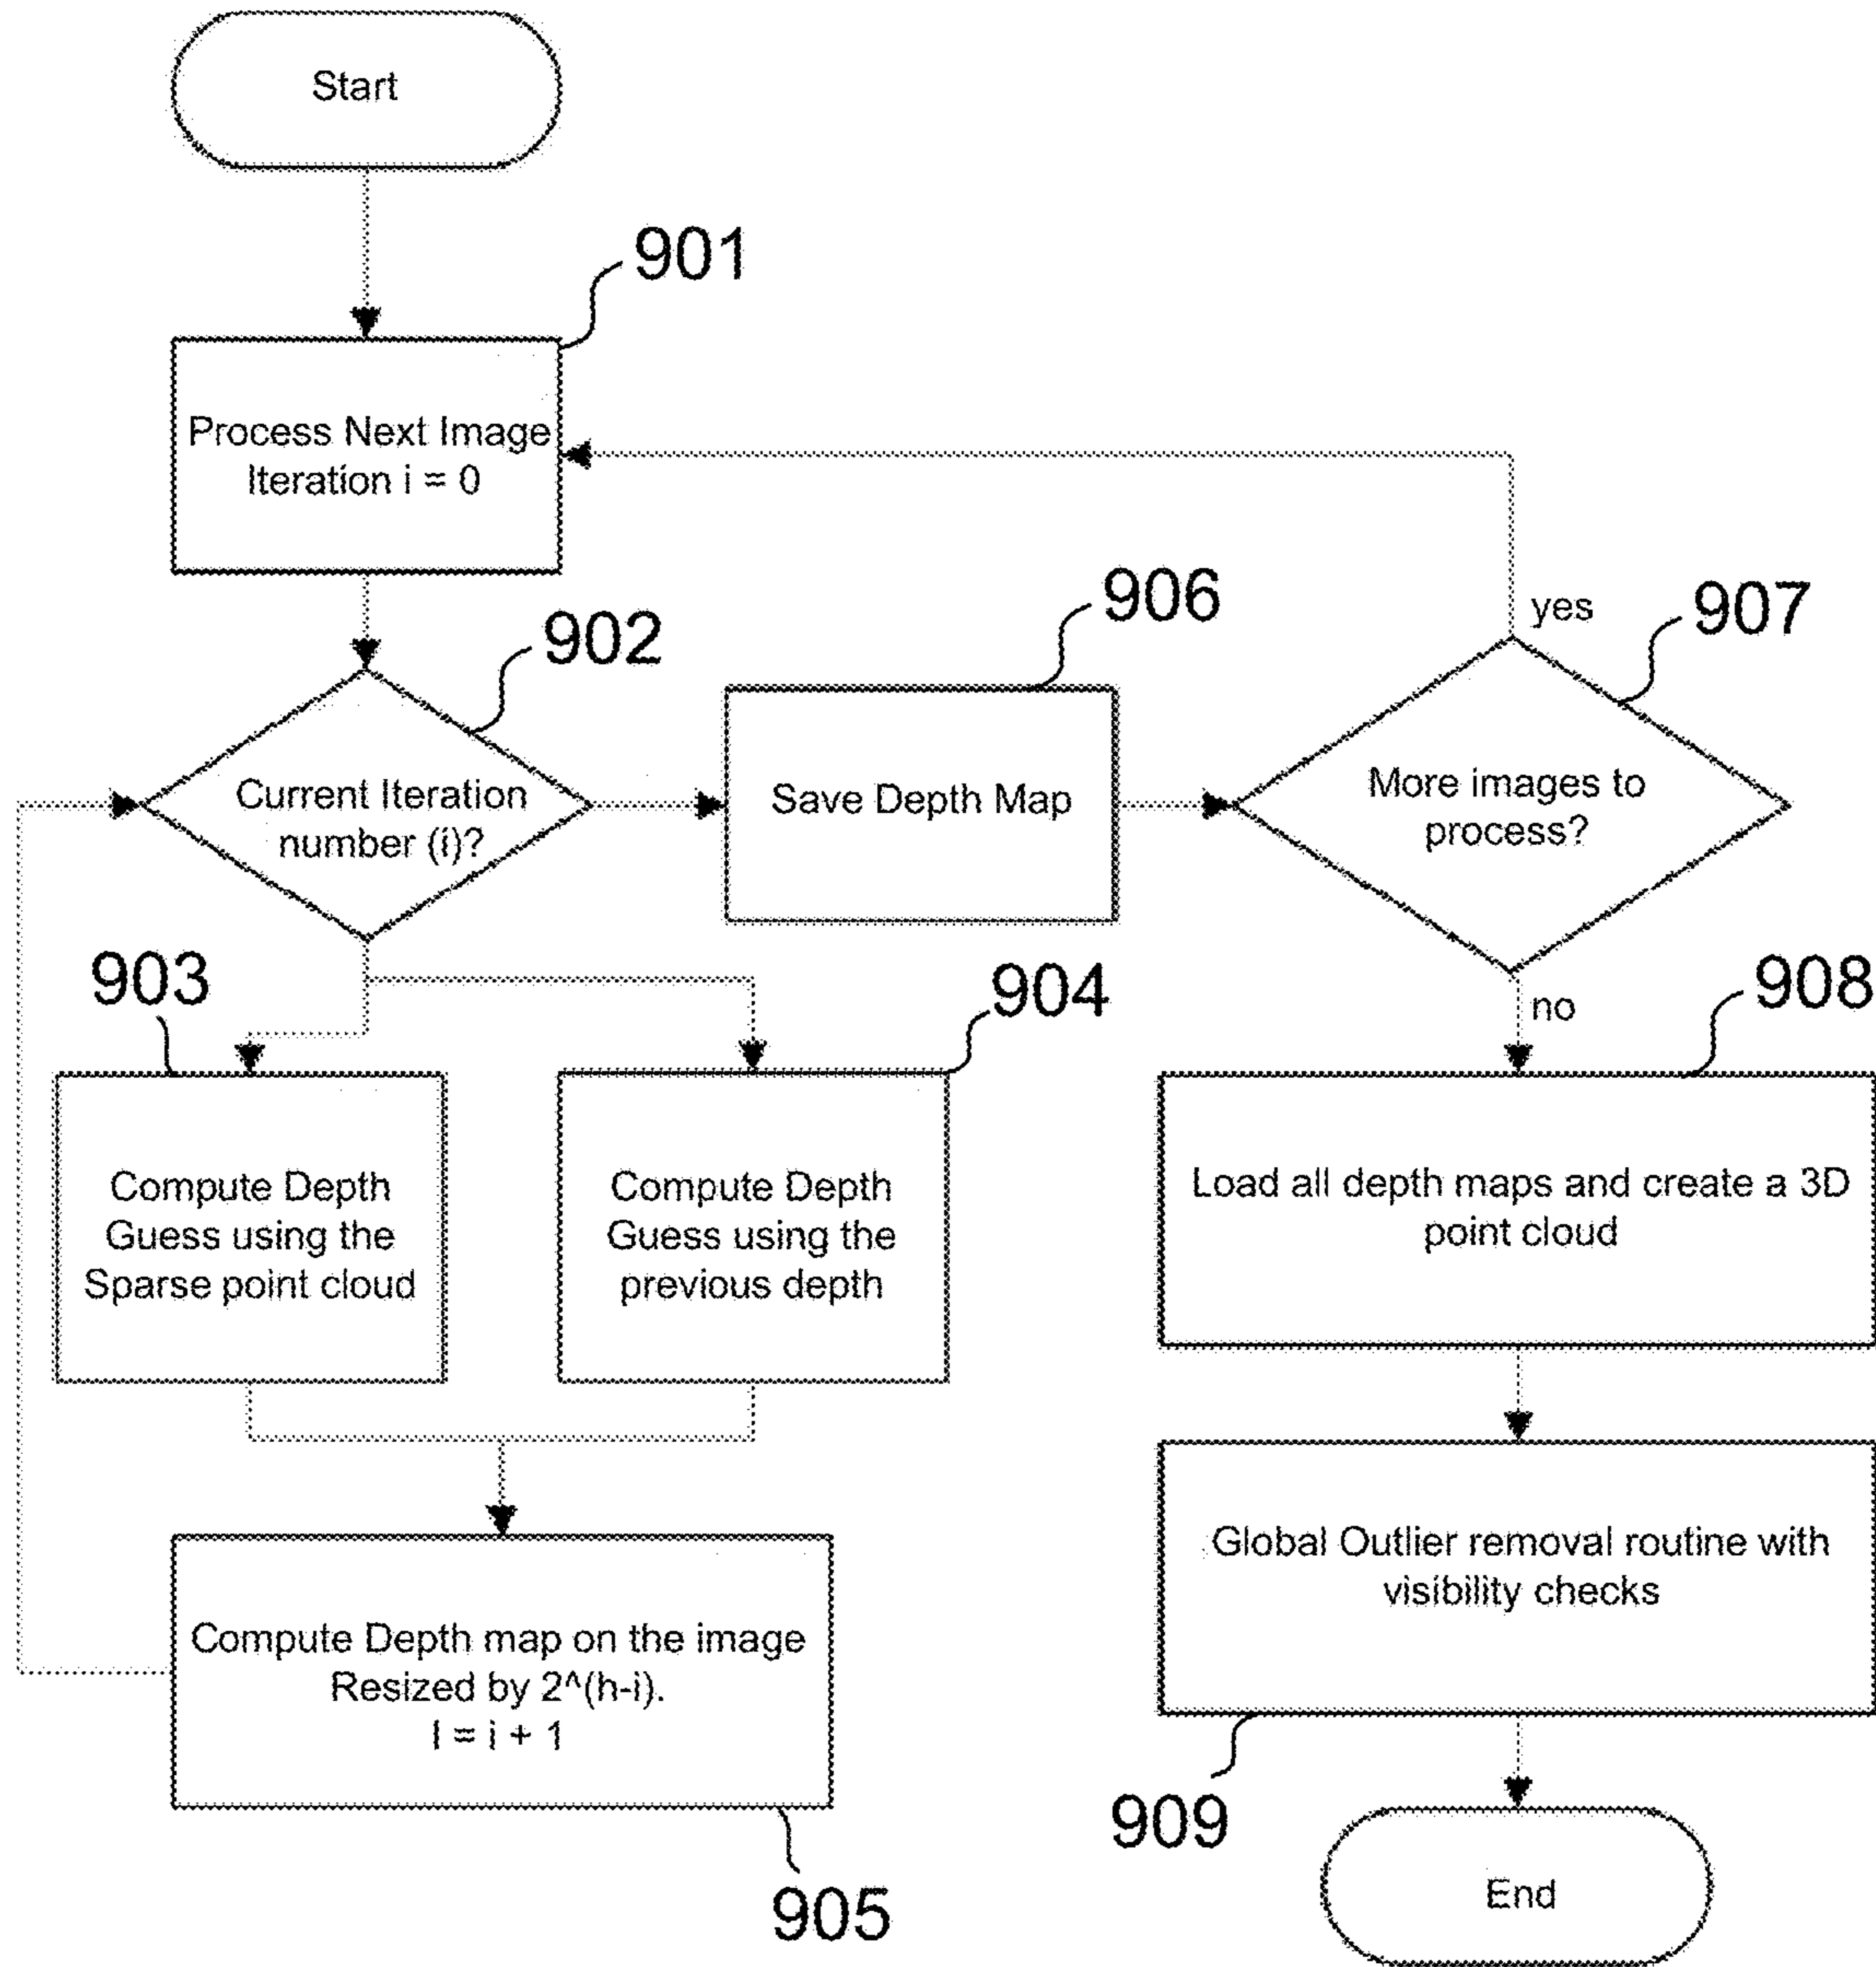 Start
901
Process Next Image
Iteration i = 0
902
Current Iteration
number (i)?
906
Save Depth Map
yes
907
More images to
process?
no
903
Compute Depth
Guess using the
Sparse point cloud
904
Compute Depth
Guess using the
previous depth
908
Load all depth maps and create a 3D
point cloud
Compute Depth map on the image
Resized by 2^(h-i).
I = i + 1
905
Global Outlier removal routine with
visibility checks
909
End